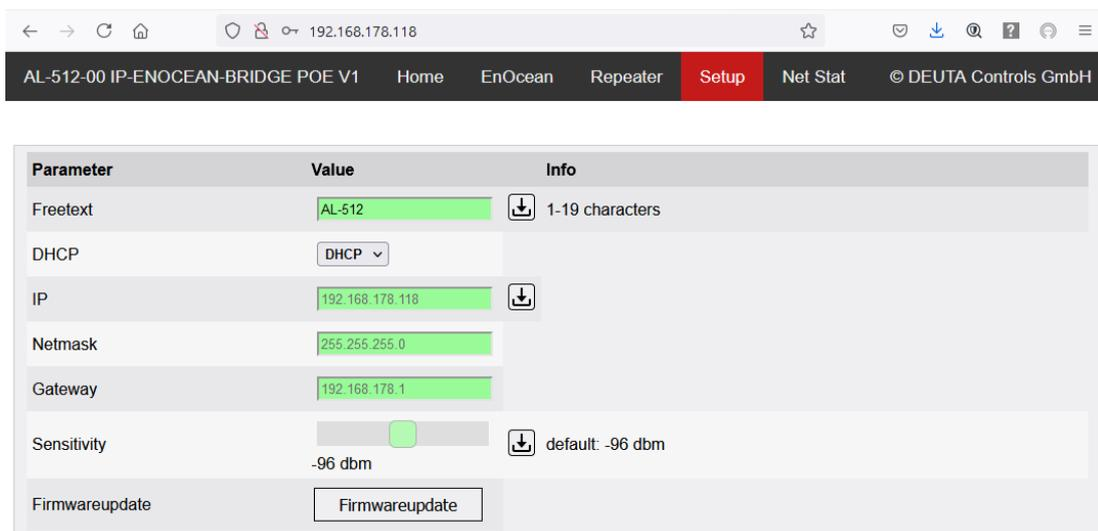 192.168.178.118
AL-512-00 IP-ENOCEAN-BRIDGE POE V1 Home EnOcean Repeater Setup Net Stat © DEUTA Controls GmbH
Parameter Value Info
Freetext AL-512 1-19 characters
DHCP DHCP
IP 192.168.178.118
Netmask 255.255.255.0
Gateway 192.168.178.1
Sensitivity -96 dbm default: -96 dbm
Firmwareupdate Firmwareupdate